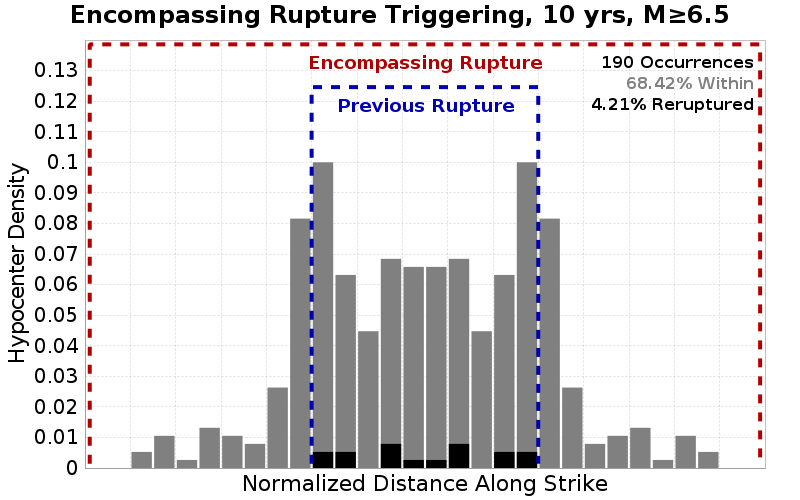 Encompassing Rupture Triggering, 10 yrs, M≥6.5
Encompassing Rupture
190 Occurrences
68.42% Within
4.21% Reruptured
Previous Rupture
Hypocenter Density
0.13
0.12
0.11
0.1
0.09
0.08
0.07
0.06
0.05
0.04
0.03
0.02
0.01
0
Normalized Distance Along Strike